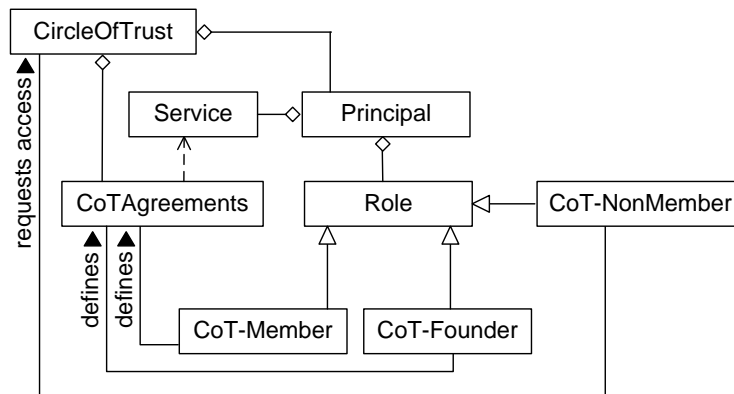 CircleOfTrust
Service
Principal
requests access
CoTAgreements
Role
CoT-NonMember
defines
defines
CoT-Member
CoT-Founder